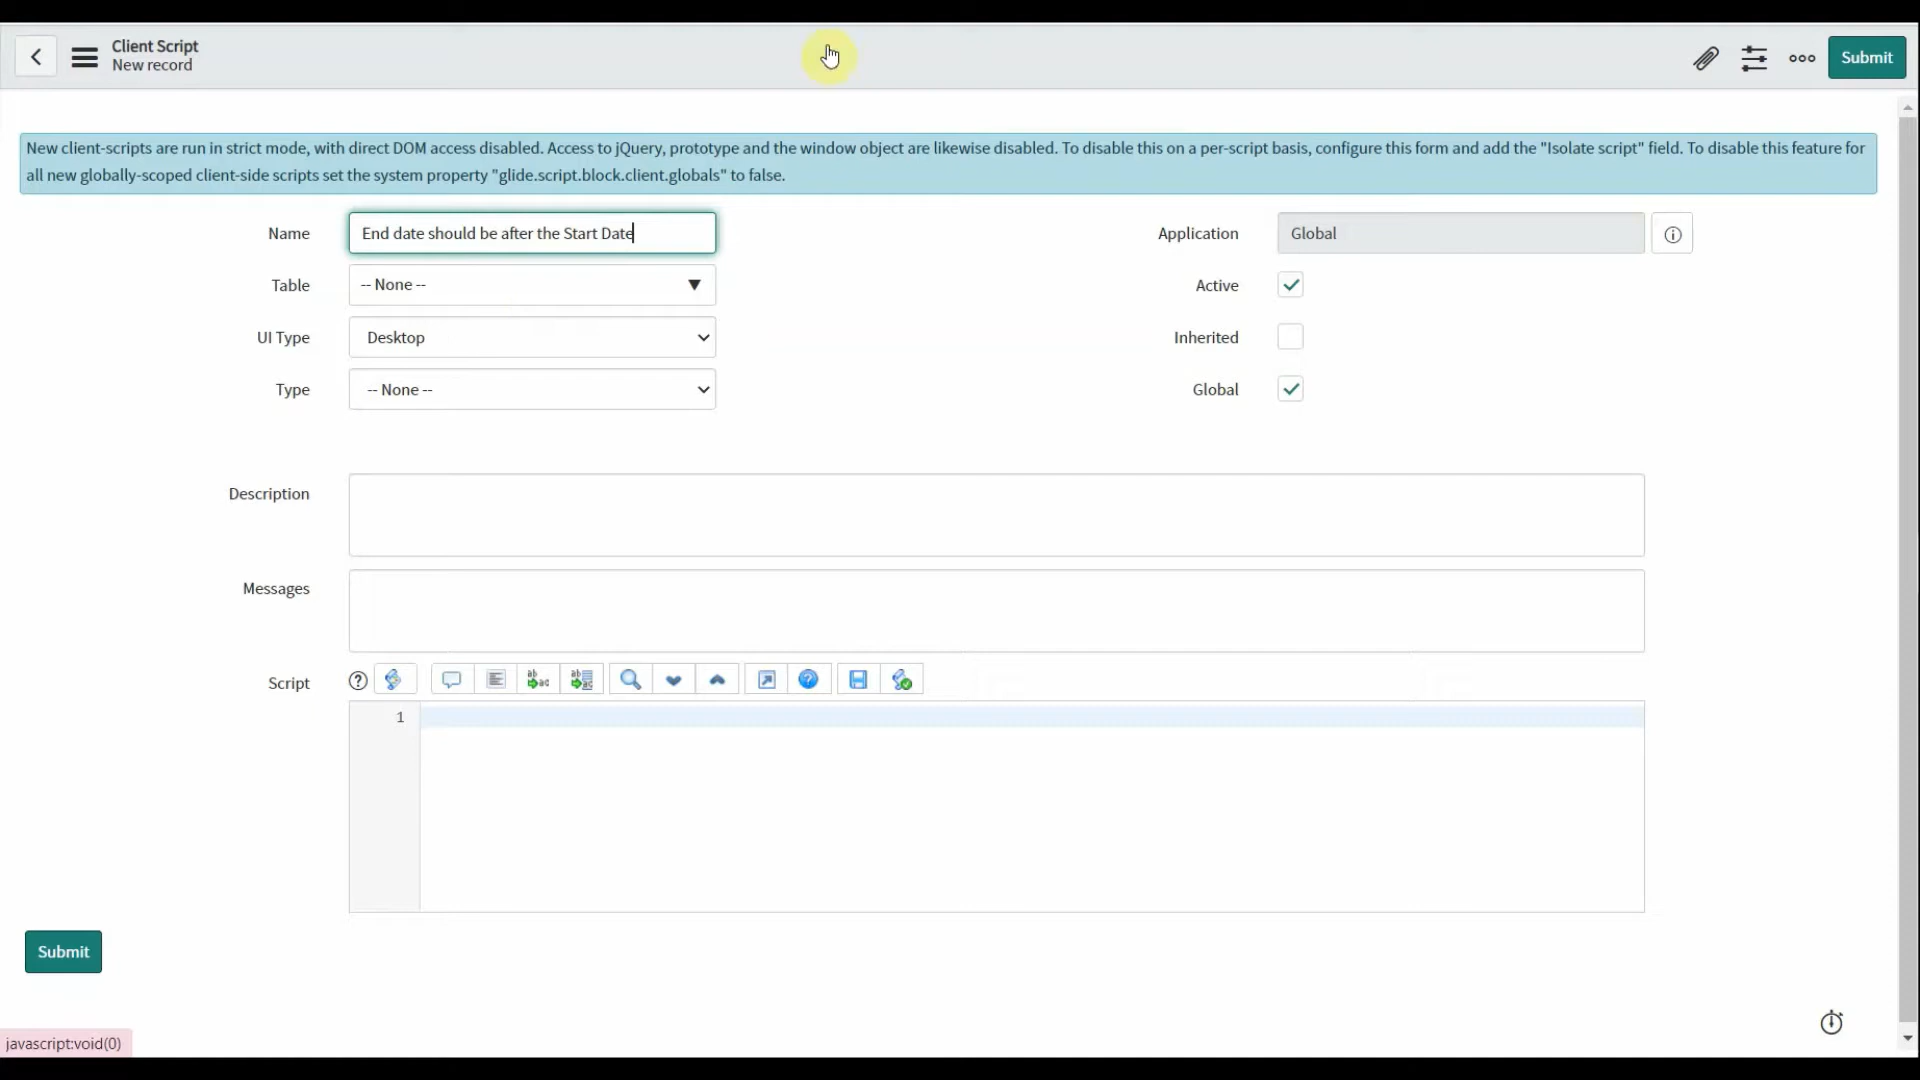 Client Script
New record
Submit
New client-scripts are run in strict mode, with direct DOM access disabled. Access to jQuery, prototype and the window object are likewise disabled. To disable this on a per-script basis, configure this form and add the "Isolate script" field. To disable this feature for
all new globally-scoped client-side scripts set the system property "glide.script.block.client.globals" to false.
Name
End date should be after the Start Date
Application
Global
Table
-- None --
Active
UI Type
Desktop
Inherited
Type
-- None --
Global
Description
Messages
Script
1
Submit
javascript:void(0)